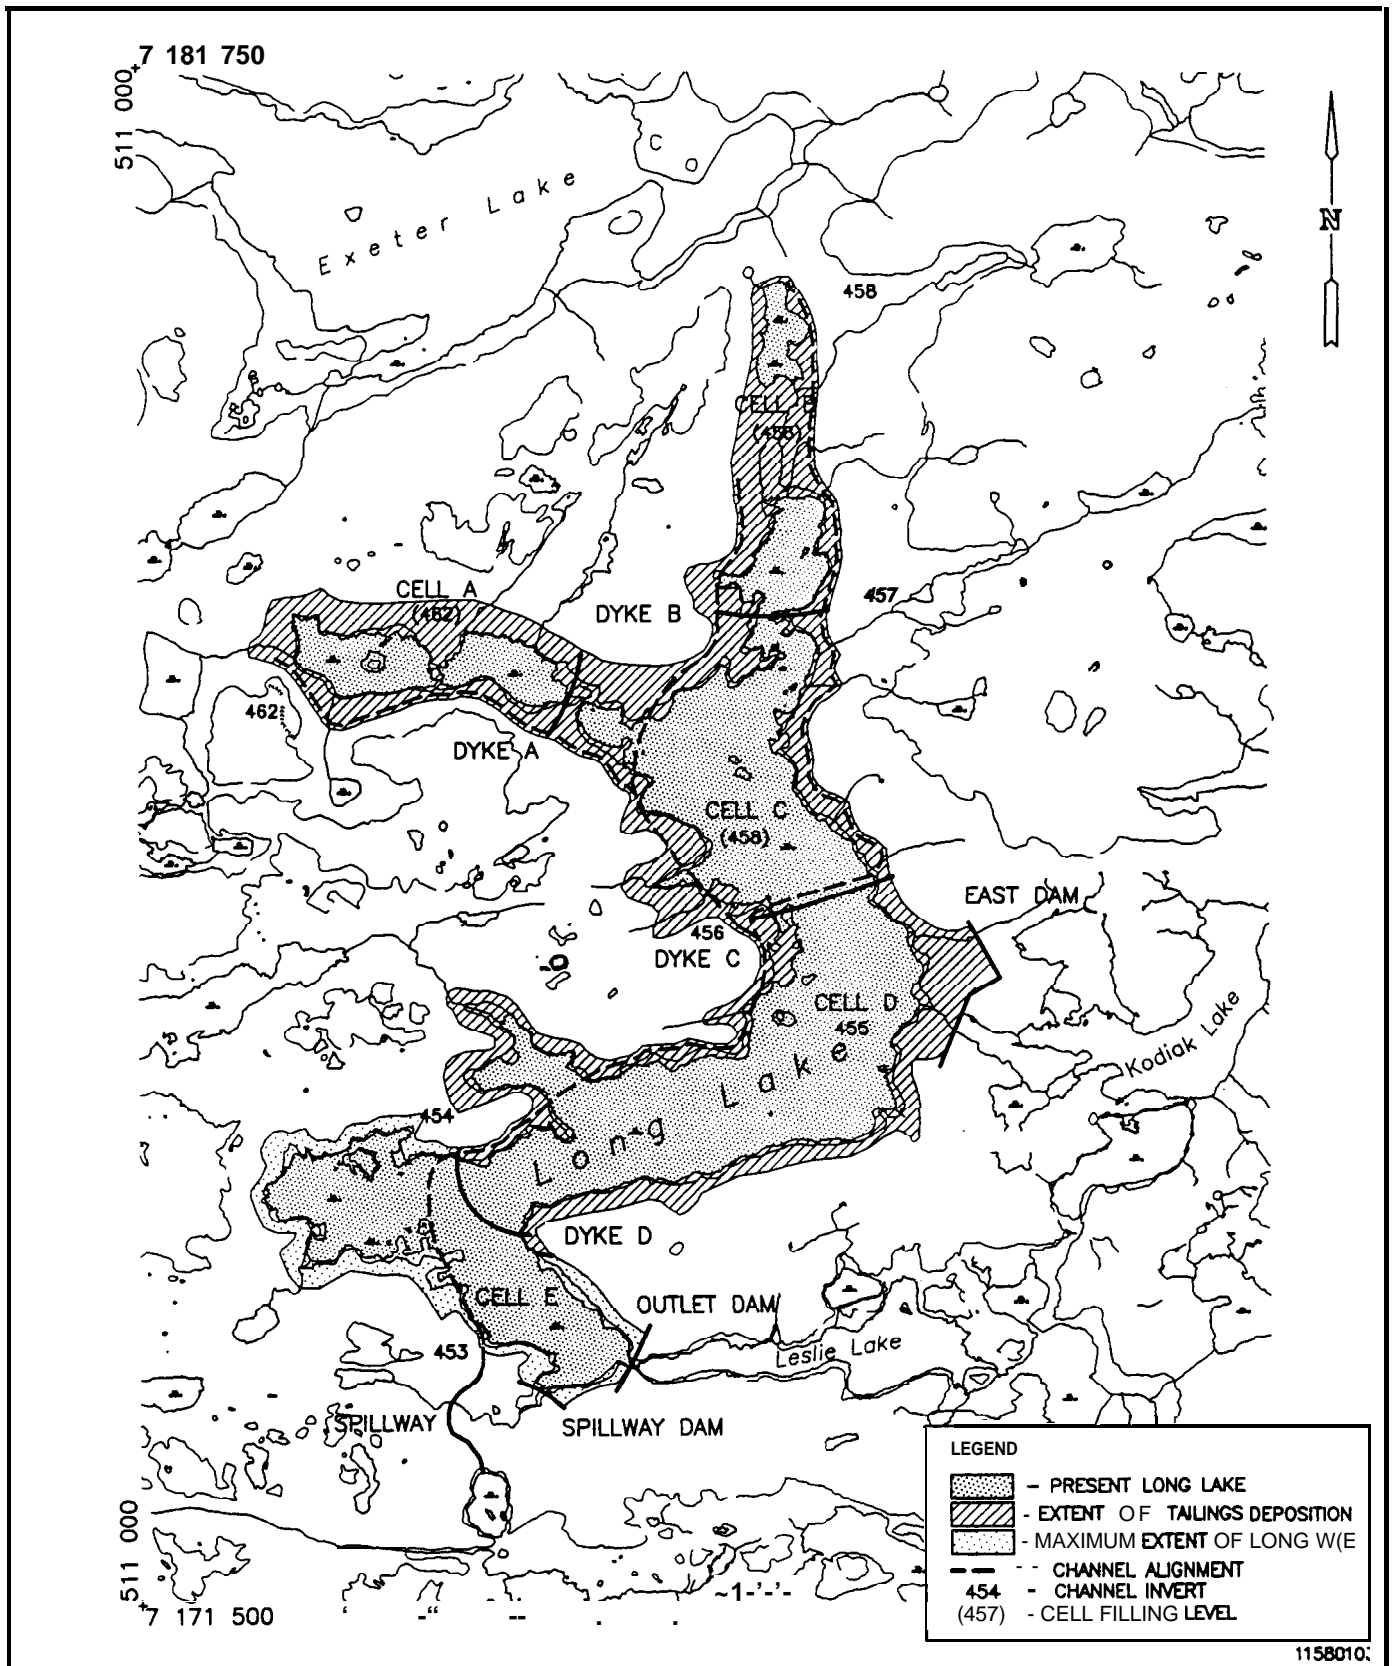 7 181 750
511 000
C
O
Exeter Lake
N
458
CELL B
(458)
CELL A
(462)
DYKE B
457
462
DYKE A
CELL C
(458)
EAST DAM
456
DYKE C
CELL D
455
Kodiak Lake
Long Lake
454
DYKE D
CELL E
OUTLET DAM
453
Leslie Lake
SPILLWAY
SPILLWAY DAM
LEGEND
- PRESENT LONG LAKE
- EXTENT OF TAILINGS DEPOSITION
- MAXIMUM EXTENT OF LONG W(E
- - CHANNEL ALIGNMENT
454 - CHANNEL INVERT
(457) - CELL FILLING LEVEL
511 000
7 171 500
~1-'-'-